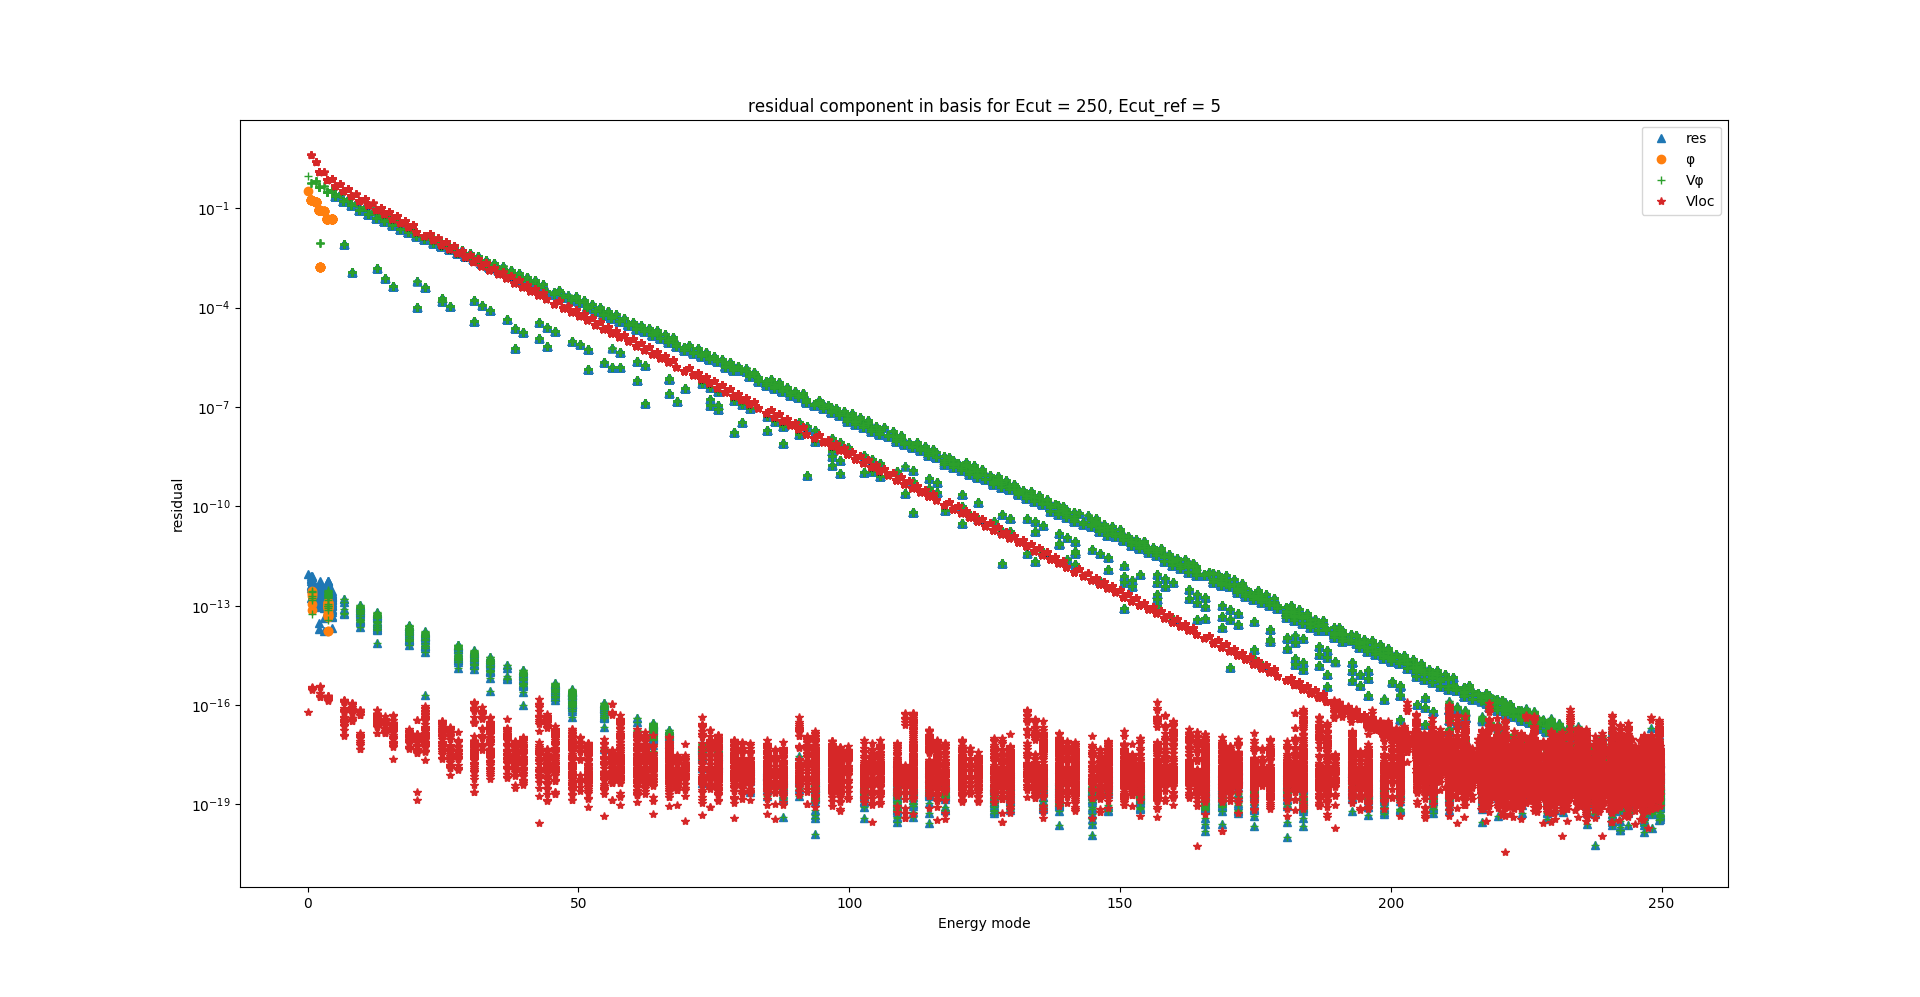 residual component in basis for Ecut = 250, Ecut_ref = 5
res
φ
Vφ
Vloc
residual
10⁻¹
10⁻⁴
10⁻⁷
10⁻¹⁰
10⁻¹³
10⁻¹⁶
10⁻¹⁹
0 50 100 150 200 250
Energy mode